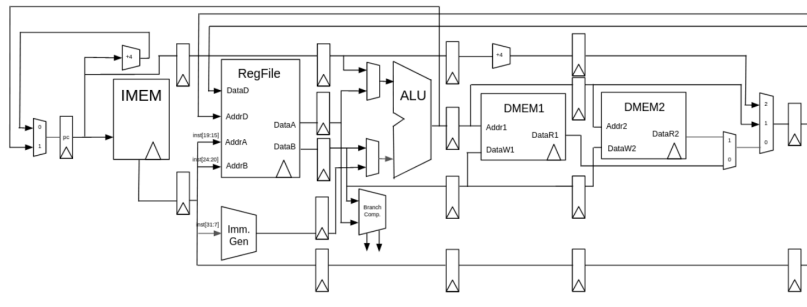 +4
IMEM
pc
0
1
RegFile
DataD
AddrD
inst[19:15]
AddrA
inst[24:20]
AddrB
DataA
DataB
inst[31:7]
Imm.
Gen
Branch
Comp.
ALU
+4
DMEM1
Addr1
DataR1
DataW1
DMEM2
Addr2
DataR2
DataW2
1
0
2
1
0